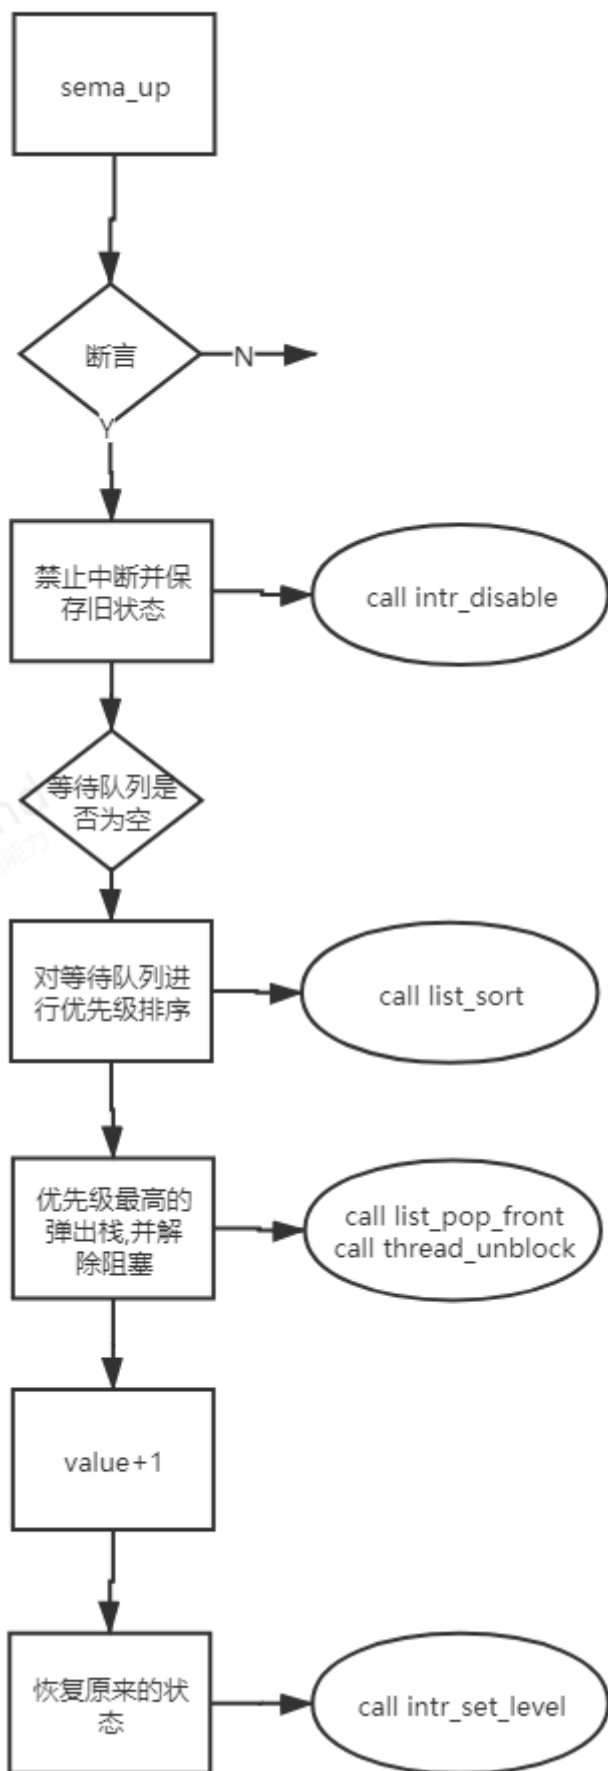 sema_up
断言
N
Y
禁止中断并保
存旧状态
call intr_disable
等待队列是
否为空
对等待队列进
行优先级排序
call list_sort
优先级最高的
弹出栈,并解
除阻塞
call list_pop_front
call thread_unblock
value+1
恢复原来的状
态
call intr_set_level